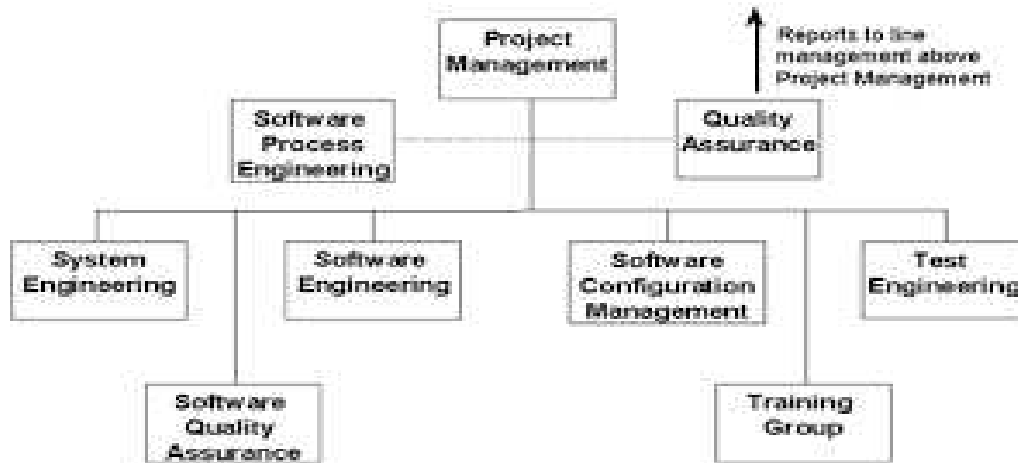 Project
Management
Reports to line
management above
Project Management
Software
Process
Engineering
Quality
Assurance
System
Engineering
Software
Engineering
Software
Configuration
Management
Test
Engineering
Software
Quality
Assurance
Training
Group